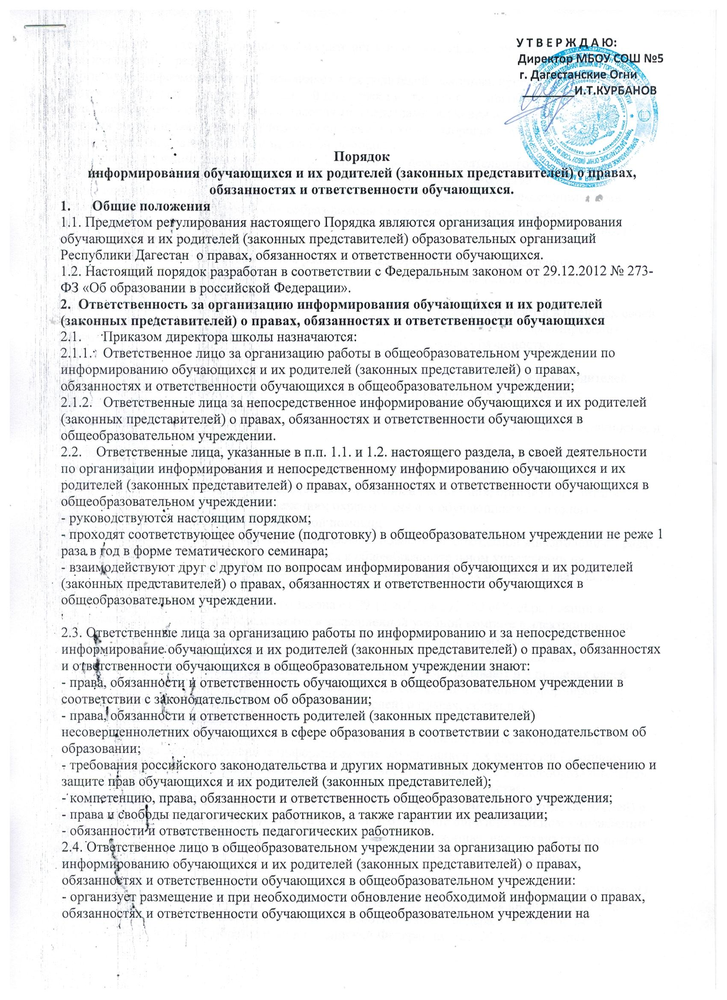 У Т В Е Р Ж Д А Ю:
Директор МБОУ СОШ №5
г. Дагестанские Огни
________И.Т.КУРБАНОВ
Порядок
информирования обучающихся и их родителей (законных представителей) о правах,
обязанностях и ответственности обучающихся.
1. Общие положения
1.1. Предметом регулирования настоящего Порядка являются организация информирования
обучающихся и их родителей (законных представителей) образовательных организаций
Республики Дагестан о правах, обязанностях и ответственности обучающихся.
1.2. Настоящий порядок разработан в соответствии с Федеральным законом от 29.12.2012 № 273-
ФЗ «Об образовании в российской Федерации».
2. Ответственность за организацию информирования обучающихся и их родителей
(законных представителей) о правах, обязанностях и ответственности обучающихся
2.1. Приказом директора школы назначаются:
2.1.1. Ответственное лицо за организацию работы в общеобразовательном учреждении по
информированию обучающихся и их родителей (законных представителей) о правах,
обязанностях и ответственности обучающихся в общеобразовательном учреждении;
2.1.2. Ответственные лица за непосредственное информирование обучающихся и их родителей
(законных представителей) о правах, обязанностях и ответственности обучающихся в
общеобразовательном учреждении.
2.2. Ответственные лица, указанные в п.п. 1.1. и 1.2. настоящего раздела, в своей деятельности
по организации информирования и непосредственному информированию обучающихся и их
родителей (законных представителей) о правах, обязанностях и ответственности обучающихся в
общеобразовательном учреждении:
- руководствуются настоящим порядком;
- проходят соответствующее обучение (подготовку) в общеобразовательном учреждении не реже 1
раза в год в форме тематического семинара;
- взаимодействуют друг с другом по вопросам информирования обучающихся и их родителей
(законных представителей) о правах, обязанностях и ответственности обучающихся в
общеобразовательном учреждении.
2.3. Ответственные лица за организацию работы по информированию и за непосредственное
информирование обучающихся и их родителей (законных представителей) о правах, обязанностях
и ответственности обучающихся в общеобразовательном учреждении знают:
- права, обязанности и ответственность обучающихся в общеобразовательном учреждении в
соответствии с законодательством об образовании;
- права, обязанности и ответственность родителей (законных представителей)
несовершеннолетних обучающихся в сфере образования в соответствии с законодательством об
образовании;
- требования российского законодательства и других нормативных документов по обеспечению и
защите прав обучающихся и их родителей (законных представителей);
- компетенцию, права, обязанности и ответственность общеобразовательного учреждения;
- права и свободы педагогических работников, а также гарантии их реализации;
- обязанности и ответственность педагогических работников.
2.4. Ответственное лицо в общеобразовательном учреждении за организацию работы по
информированию обучающихся и их родителей (законных представителей) о правах,
обязанностях и ответственности обучающихся в общеобразовательном учреждении:
- организует размещение и при необходимости обновление необходимой информации о правах,
обязанностях и ответственности обучающихся в общеобразовательном учреждении на